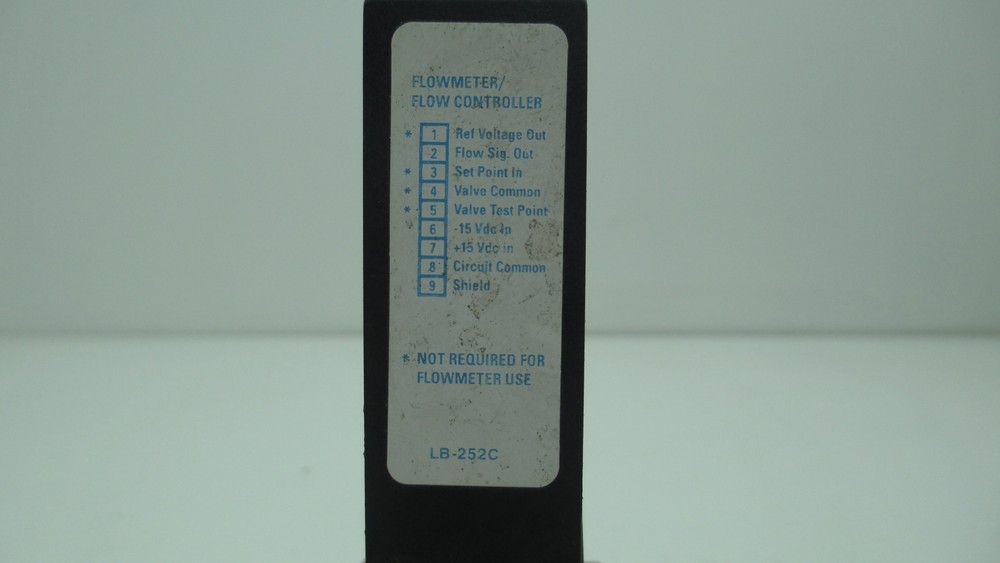 FLOWMETER/
FLOW CONTROLLER
* 1 Ref Voltage Out
2 Flow Sig. Out
* 3 Set Point In
* 4 Valve Common
* 5 Valve Test Point
6 -15 Vdc In
7 +15 Vdc in
8 Circuit Common
9 Shield
* NOT REQUIRED FOR
FLOWMETER USE
LB-252C